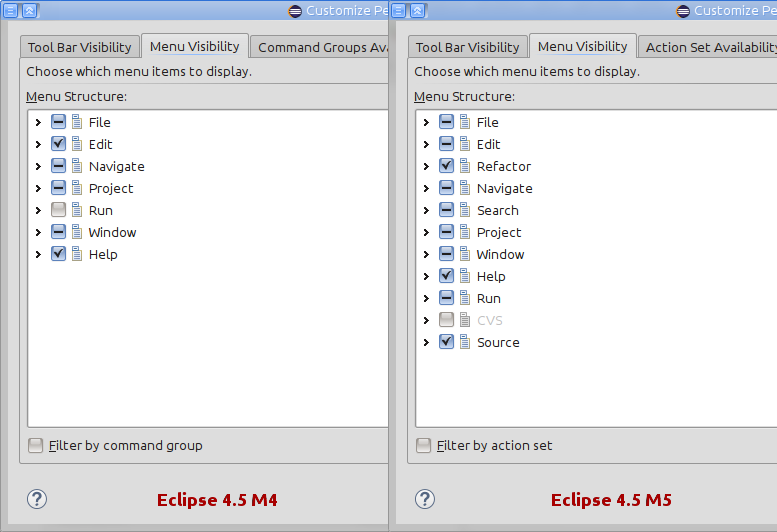 Customize Pe
Tool Bar Visibility
Menu Visibility
Command Groups Ava
Choose which menu items to display.
Menu Structure:
File
Edit
Navigate
Project
Run
Window
Help
Filter by command group
Eclipse 4.5 M4
Customize Pe
Tool Bar Visibility
Menu Visibility
Action Set Availability
Choose which menu items to display.
Menu Structure:
File
Edit
Refactor
Navigate
Search
Project
Window
Help
Run
CVS
Source
Filter by action set
Eclipse 4.5 M5